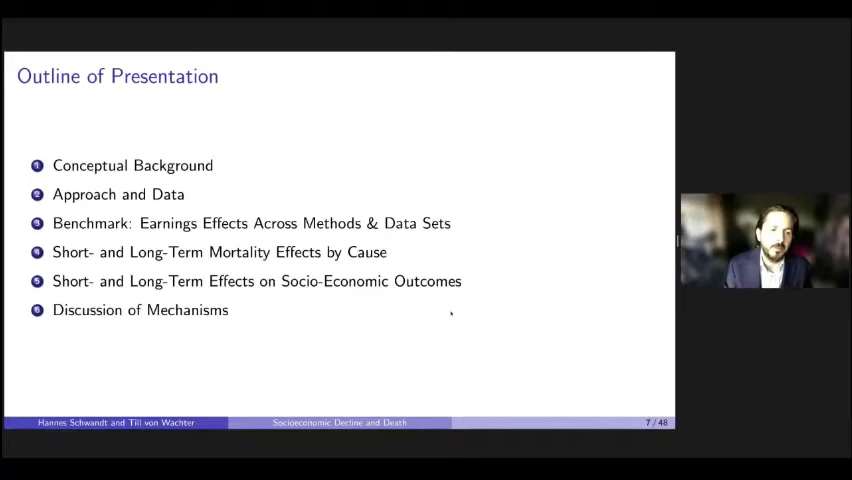 Outline of Presentation
1 Conceptual Background
2 Approach and Data
3 Benchmark: Earnings Effects Across Methods & Data Sets
4 Short- and Long-Term Mortality Effects by Cause
5 Short- and Long-Term Effects on Socio-Economic Outcomes
6 Discussion of Mechanisms
Hannes Schwandt and Till von Wachter Socioeconomic Decline and Death 7 / 48